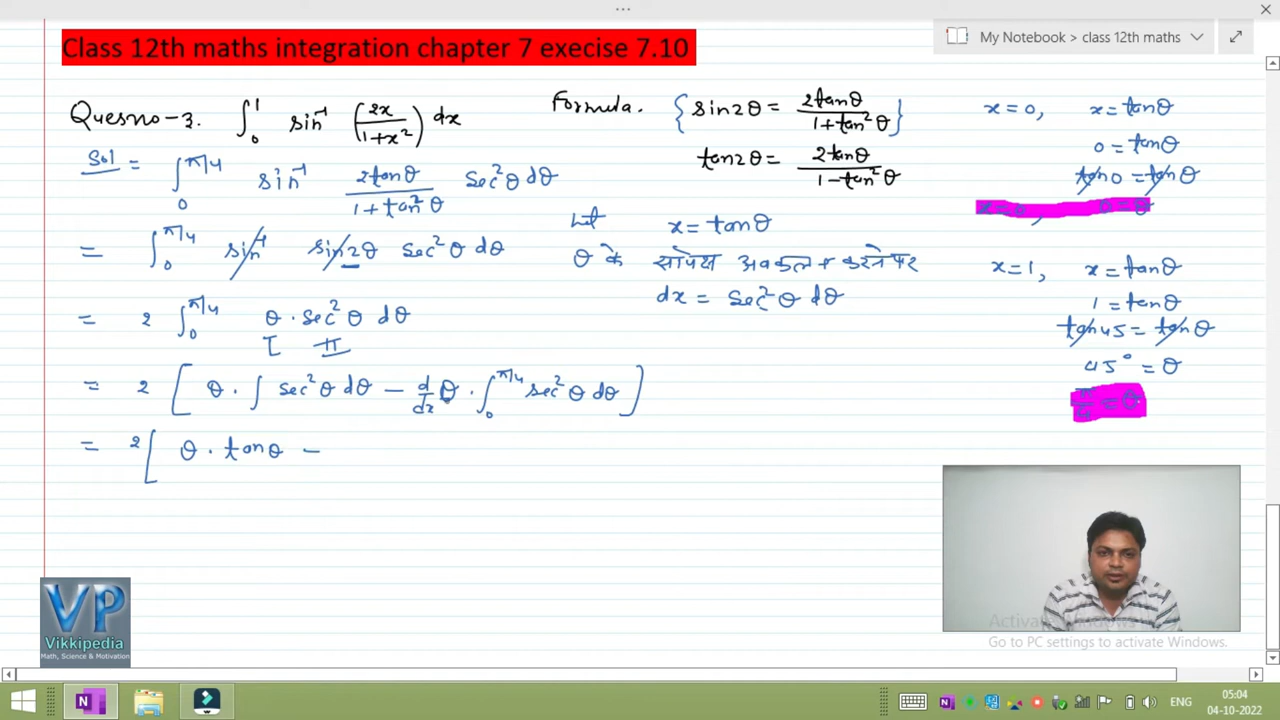 Class 12th maths integration chapter 7 execise 7.10
My Notebook > class 12th maths
Quesno-3. ∫₀¹ sin⁻¹ (2x/(1+x²)) dx
Formula. {sin2θ = 2tanθ/(1+tan²θ)}
tan2θ = 2tanθ/(1-tan²θ)
Sol = ∫₀^(π/4) sin⁻¹ 2tanθ/(1+tan²θ) sec²θ dθ
= ∫₀^(π/4) sin⁻¹ sin2θ sec²θ dθ
Let x = tanθ
θ के सापेक्ष अवकलन करने पर
dx = sec²θ dθ
= 2 ∫₀^(π/4) θ·sec²θ dθ
I II
= 2 [θ·∫ sec²θ dθ - d/dx θ·∫₀^(π/4) sec²θ dθ]
= 2 [θ·tanθ -
x=0, x=tanθ
0=tanθ
tan0=tanθ
x=1, x=tanθ
1=tanθ
tan45=tanθ
45°=θ
π/4=θ
VP
Vikkipedia
Math, Science & Motivation
Activate Windows
Go to PC settings to activate Windows.
N
ENG
05:04
04-10-2022